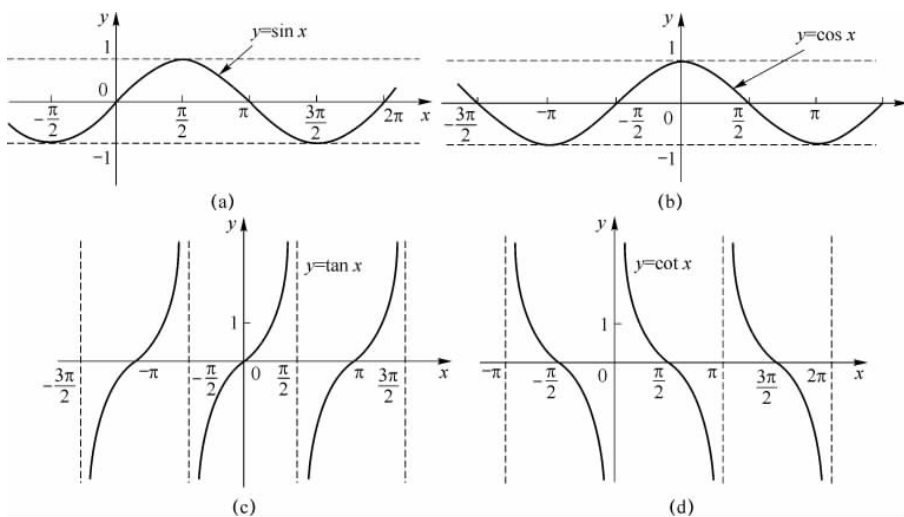 y
y=sin x
1
0
-π/2
π/2
π
3π/2
2π
x
-1
(a)
y
y=cos x
1
-3π/2
-π
-π/2
0
π/2
π
-1
(b)
y
y=tan x
1
-3π/2
-π
-π/2
0
π/2
π
3π/2
x
(c)
y
y=cot x
1
-π
-π/2
0
π/2
π
3π/2
2π
x
(d)